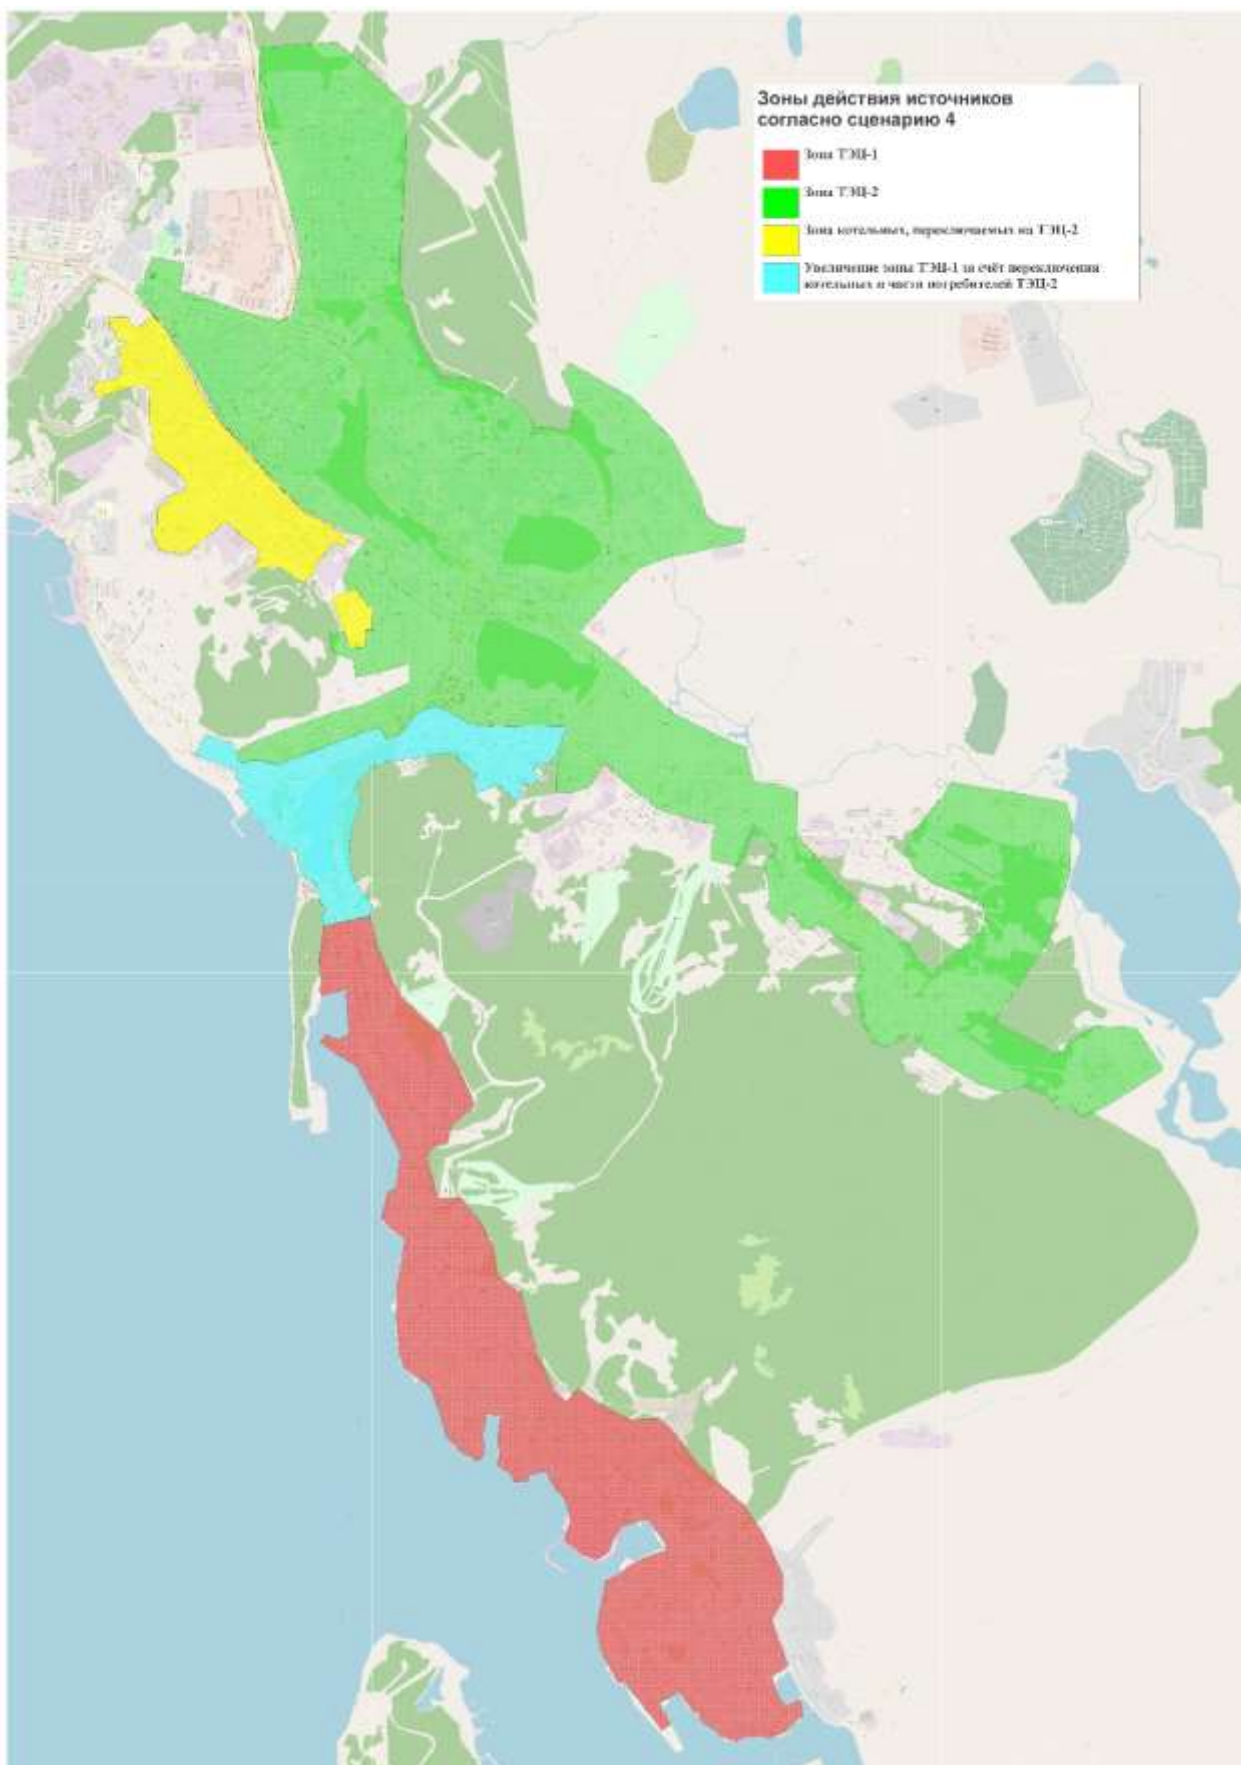 Зоны действия источников
согласно сценарию 4
Зона ТЭЦ-1
Зона ТЭЦ-2
Зона котельных, переключаемых на ТЭЦ-2
Увеличение зоны ТЭЦ-1 за счёт переключения
котельных и части потребителей ТЭЦ-2